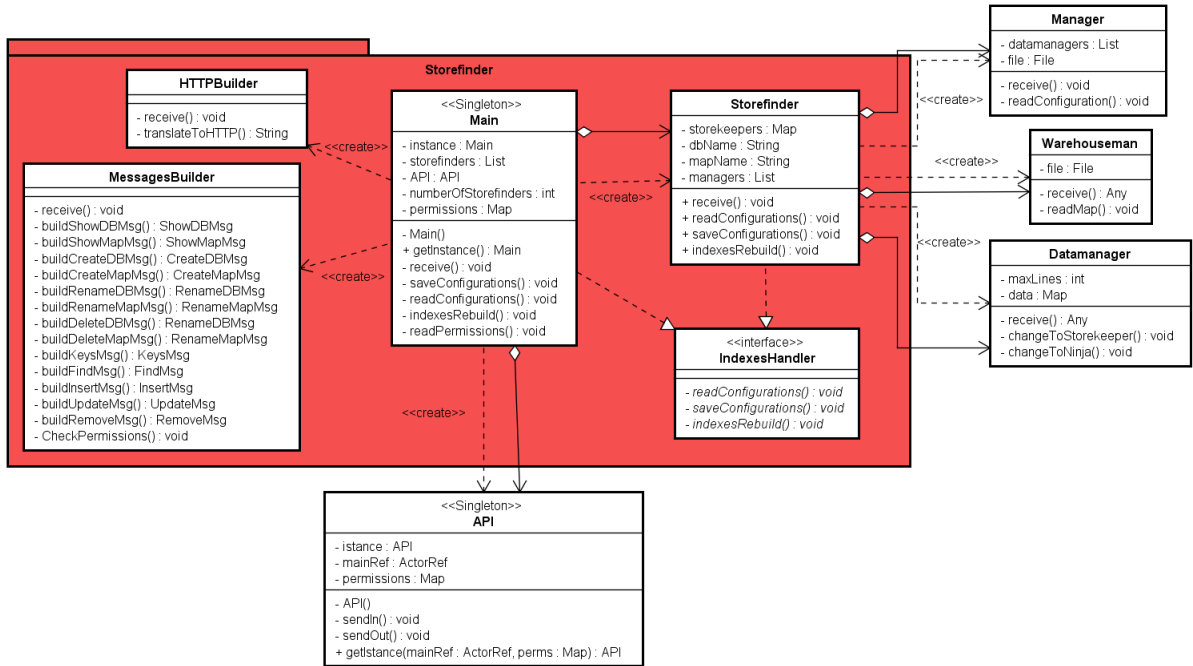 Storefinder
HTTPBuilder
- receive() : void
- translateToHTTP() : String
MessagesBuilder
- receive() : void
- buildShowDBMsg() : ShowDBMsg
- buildShowMapMsg() : ShowMapMsg
- buildCreateDBMsg() : CreateDBMsg
- buildCreateMapMsg() : CreateMapMsg
- buildRenameDBMsg() : RenameDBMsg
- buildRenameMapMsg() : RenameMapMsg
- buildDeleteDBMsg() : RenameDBMsg
- buildDeleteMapMsg() : RenameMapMsg
- buildKeysMsg() : KeysMsg
- buildFindMsg() : FindMsg
- buildInsertMsg() : InsertMsg
- buildUpdateMsg() : UpdateMsg
- buildRemoveMsg() : RemoveMsg
- CheckPermissions() : void
<<create>>
<<create>>
<<Singleton>>
Main
- instance : Main
- storefinders : List
- API : API
- numberOfStorefinders : int
- permissions : Map
- Main()
+ getInstance() : Main
- receive() : void
- saveConfigurations() : void
- readConfigurations() : void
- indexesRebuild() : void
- readPermissions() : void
<<create>>
Storefinder
- storekeepers : Map
- dbName : String
- mapName : String
- managers : List
+ receive() : void
+ readConfigurations() : void
+ saveConfigurations() : void
+ indexesRebuild() : void
<<interface>>
IndexesHandler
- readConfigurations() : void
- saveConfigurations() : void
- indexesRebuild() : void
<<create>>
<<create>>
<<create>>
Manager
- datamanagers : List
- file : File
- receive() : void
- readConfiguration() : void
Warehouseman
- file : File
- receive() : Any
- readMap() : void
Datamanager
- maxLines : int
- data : Map
- receive() : Any
- changeToStorekeeper() : void
- changeToNinja() : void
<<create>>
<<Singleton>>
API
- istance : API
- mainRef : ActorRef
- permissions : Map
- API()
- sendIn() : void
- sendOut() : void
+ getIstance(mainRef : ActorRef, perms : Map) : API